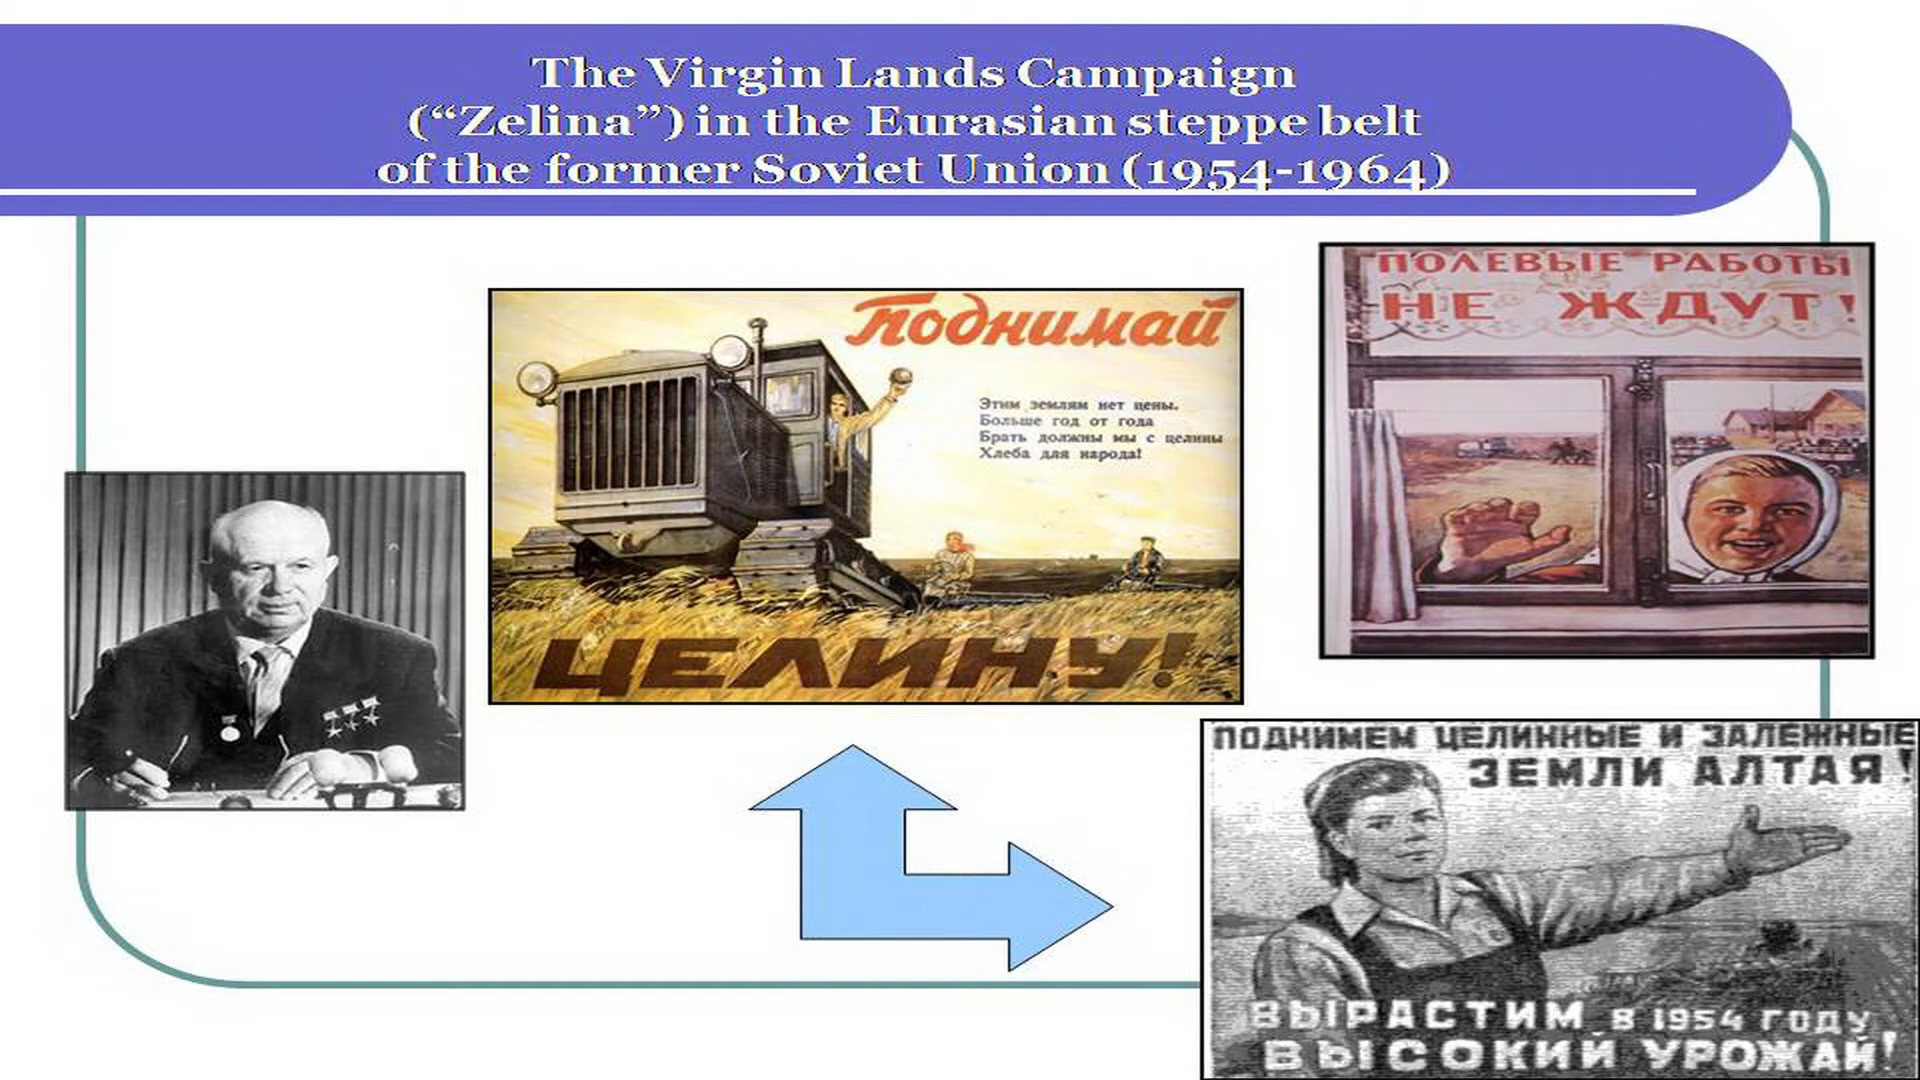 The Virgin Lands Campaign
(“Zelina”) in the Eurasian steppe belt
of the former Soviet Union (1954-1964)
Поднимай
Этим землям нет цены.
Больше год от года
Брать должны мы с целины
Хлеба для народа!
ЦЕЛИНУ!
ПОЛЕВЫЕ РАБОТЫ
НЕ ЖДУТ!
ПОДНИМЕМ ЦЕЛИННЫЕ И ЗАЛЕЖНЫЕ
ЗЕМЛИ АЛТАЯ!
ВЫРАСТИМ В 1954 ГОДУ
ВЫСОКИЙ УРОЖАЙ!